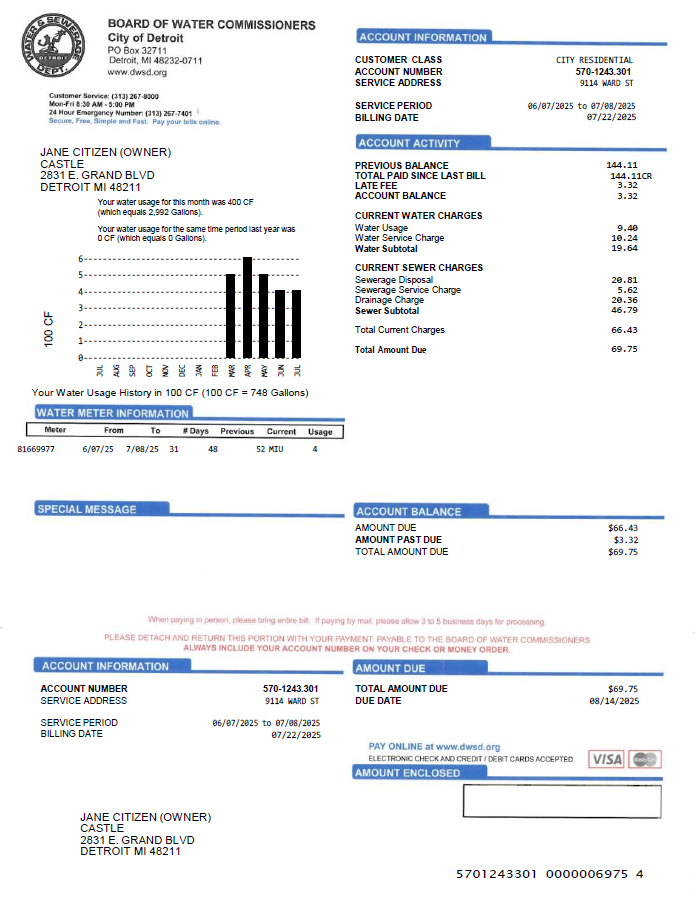 WATER & SEWERAGE
DETROIT
DEPT.
BOARD OF WATER COMMISSIONERS
City of Detroit
PO Box 32711
Detroit, MI 48232-0711
www.dwsd.org
Customer Service: (313) 267-8000
Mon-Fri 8:30 AM - 5:00 PM
24 Hour Emergency Number: (313) 267-7401
Secure, Free, Simple and Fast. Pay your bills online.
JANE CITIZEN (OWNER)
CASTLE
2831 E. GRAND BLVD
DETROIT MI 48211
Your water usage for this month was 400 CF
(which equals 2,992 Gallons).
Your water usage for the same time period last year was
0 CF (which equals 0 Gallons).
100 CF
6
5
4
3
2
1
0
JUL AUG SEP OCT NOV DEC JAN FEB MAR APR MAY JUN JUL
Your Water Usage History in 100 CF (100 CF = 748 Gallons)
WATER METER INFORMATION
Meter From To # Days Previous Current Usage
81669977 6/07/25 7/08/25 31 48 52 MIU 4
SPECIAL MESSAGE
ACCOUNT INFORMATION
CUSTOMER CLASS CITY RESIDENTIAL
ACCOUNT NUMBER 570-1243.301
SERVICE ADDRESS 9114 WARD ST
SERVICE PERIOD 06/07/2025 to 07/08/2025
BILLING DATE 07/22/2025
ACCOUNT ACTIVITY
PREVIOUS BALANCE 144.11
TOTAL PAID SINCE LAST BILL 144.11CR
LATE FEE 3.32
ACCOUNT BALANCE 3.32
CURRENT WATER CHARGES
Water Usage 9.40
Water Service Charge 10.24
Water Subtotal 19.64
CURRENT SEWER CHARGES
Sewerage Disposal 20.81
Sewerage Service Charge 5.62
Drainage Charge 20.36
Sewer Subtotal 46.79
Total Current Charges 66.43
Total Amount Due 69.75
ACCOUNT BALANCE
AMOUNT DUE $66.43
AMOUNT PAST DUE $3.32
TOTAL AMOUNT DUE $69.75
When paying in person, please bring entire bill. If paying by mail, please allow 3 to 5 business days for processing.
PLEASE DETACH AND RETURN THIS PORTION WITH YOUR PAYMENT. PAYABLE TO THE BOARD OF WATER COMMISSIONERS
ALWAYS INCLUDE YOUR ACCOUNT NUMBER ON YOUR CHECK OR MONEY ORDER.
ACCOUNT INFORMATION
ACCOUNT NUMBER 570-1243.301
SERVICE ADDRESS 9114 WARD ST
SERVICE PERIOD 06/07/2025 to 07/08/2025
BILLING DATE 07/22/2025
AMOUNT DUE
TOTAL AMOUNT DUE $69.75
DUE DATE 08/14/2025
PAY ONLINE at www.dwsd.org
ELECTRONIC CHECK AND CREDIT / DEBIT CARDS ACCEPTED
VISA
MasterCard
AMOUNT ENCLOSED
JANE CITIZEN (OWNER)
CASTLE
2831 E. GRAND BLVD
DETROIT MI 48211
5701243301 0000006975 4